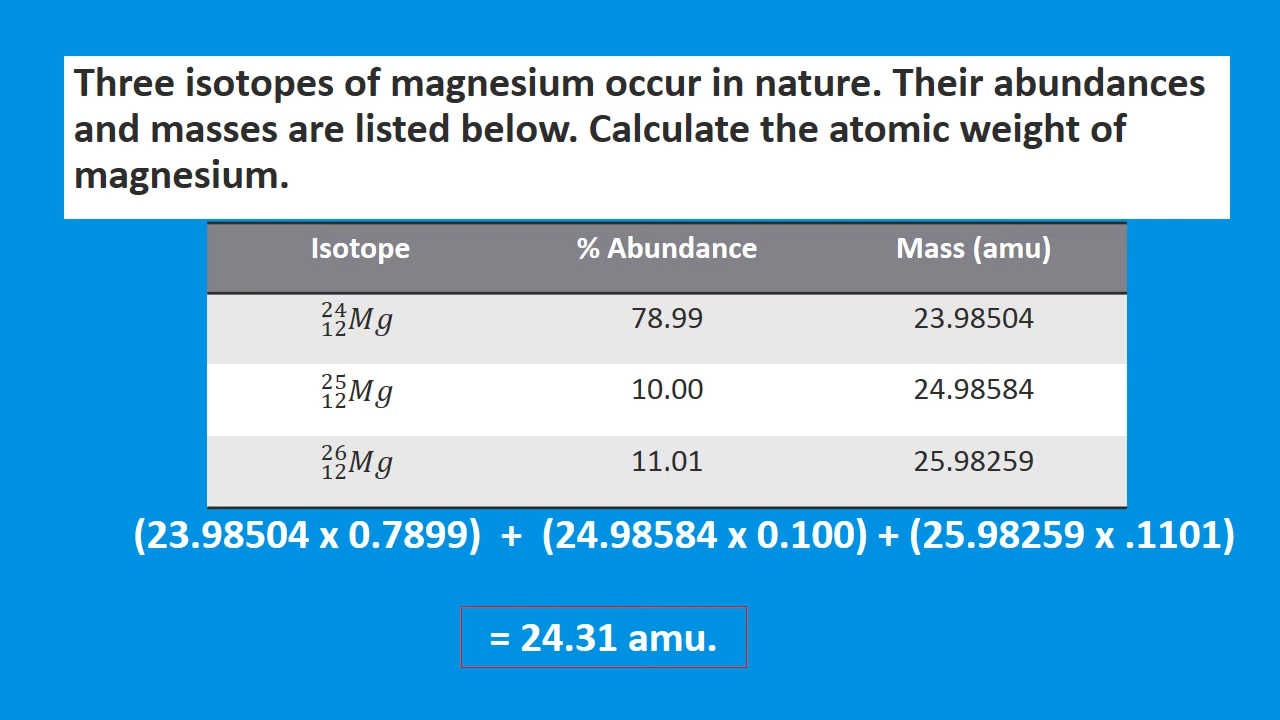 Three isotopes of magnesium occur in nature. Their abundances
and masses are listed below. Calculate the atomic weight of
magnesium.
Isotope % Abundance Mass (amu)
²⁴₁₂Mg 78.99 23.98504
²⁵₁₂Mg 10.00 24.98584
²⁶₁₂Mg 11.01 25.98259
(23.98504 x 0.7899) + (24.98584 x 0.100) + (25.98259 x .1101)
= 24.31 amu.